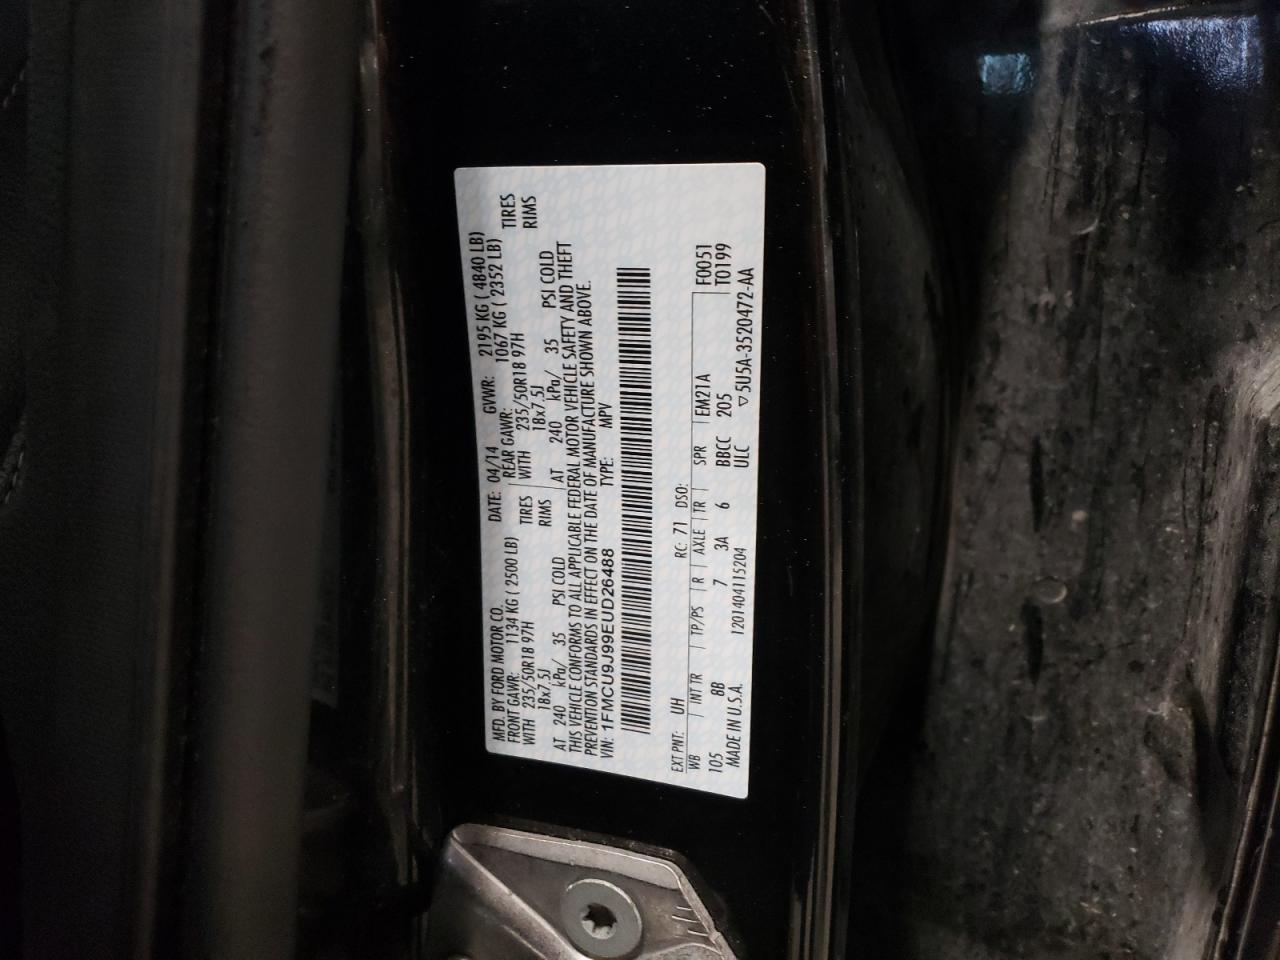 MFD. BY FORD MOTOR CO. DATE: 04/14 GVWR: 2195 KG ( 4840 LB)
FRONT GAWR: 1134 KG ( 2500 LB) REAR GAWR: 1067 KG ( 2352 LB)
WITH 235/50R18 97H TIRES WITH 235/50R18 97H TIRES
18x7.5J RIMS 18x7.5J RIMS
AT 240 kPa/ 35 PSI COLD AT 240 kPa/ 35 PSI COLD
THIS VEHICLE CONFORMS TO ALL APPLICABLE FEDERAL MOTOR VEHICLE SAFETY AND THEFT
PREVENTION STANDARDS IN EFFECT ON THE DATE OF MANUFACTURE SHOWN ABOVE.
VIN: 1FMCU9J99EUD26488 TYPE: MPV
EXT PNT: UH RC: 71 DSO:
WB INT TR TP/PS R AXLE TR SPR EM21A F0051
105 8B 7 3A 6 BBCC 205 T0199
MADE IN U.S.A. 120140411520​4 ULC ▽5U5A-3520472-AA